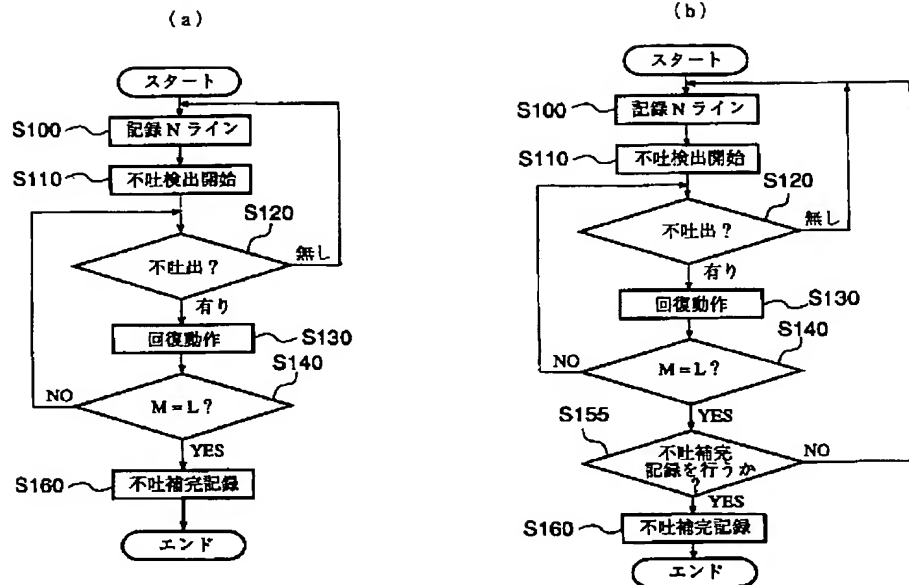 (a)
スタート
S100
記録Nライン
S110
不吐検出開始
S120
不吐出?
無し
有り
S130
回復動作
S140
M=L?
NO
YES
S160
不吐補完記録
エンド
(b)
スタート
S100
記録Nライン
S110
不吐検出開始
S120
不吐出?
無し
有り
S130
回復動作
S140
M=L?
NO
YES
S155
不吐補完
記録を行うか
?
NO
YES
S160
不吐補完記録
エンド